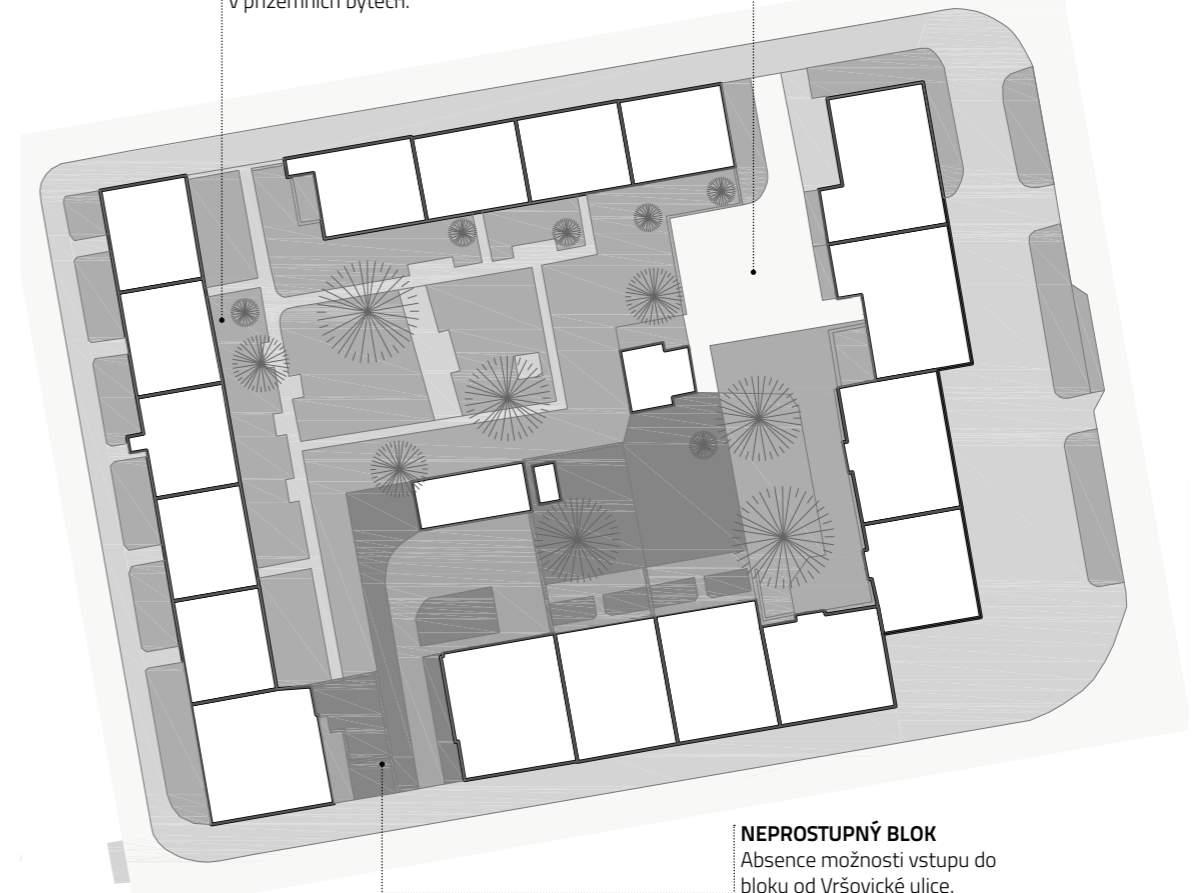 v přízemních bytech.
NEPROSTUPNÝ BLOK
Absence možnosti vstupu do
bloku od Vršovické ulice.